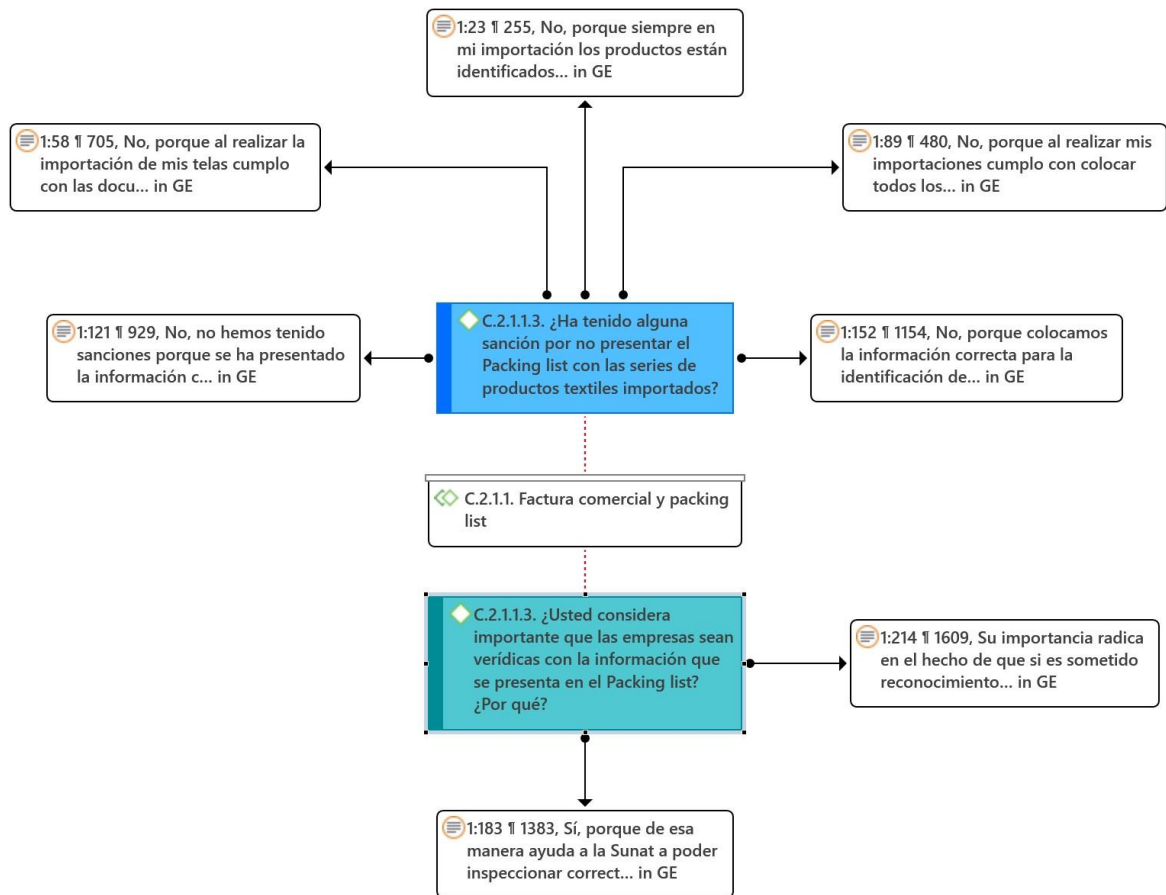 1:23 ¶ 255, No, porque siempre en
mi importación los productos están
identificados... in GE
1:58 ¶ 705, No, porque al realizar la
importación de mis telas cumplo
con las docu... in GE
1:89 ¶ 480, No, porque al realizar mis
importaciones cumplo con colocar
todos los... in GE
1:121 ¶ 929, No, no hemos tenido
sanciones porque se ha presentado
la información c... in GE
C.2.1.1.3. ¿Ha tenido alguna
sanción por no presentar el
Packing list con las series de
productos textiles importados?
1:152 ¶ 1154, No, porque colocamos
la información correcta para la
identificación de... in GE
C.2.1.1. Factura comercial y packing
list
C.2.1.1.3. ¿Usted considera
importante que las empresas sean
verídicas con la información que
se presenta en el Packing list?
¿Por qué?
1:214 ¶ 1609, Su importancia radica
en el hecho de que si es sometido
reconocimiento... in GE
1:183 ¶ 1383, Sí, porque de esa
manera ayuda a la Sunat a poder
inspeccionar correct... in GE